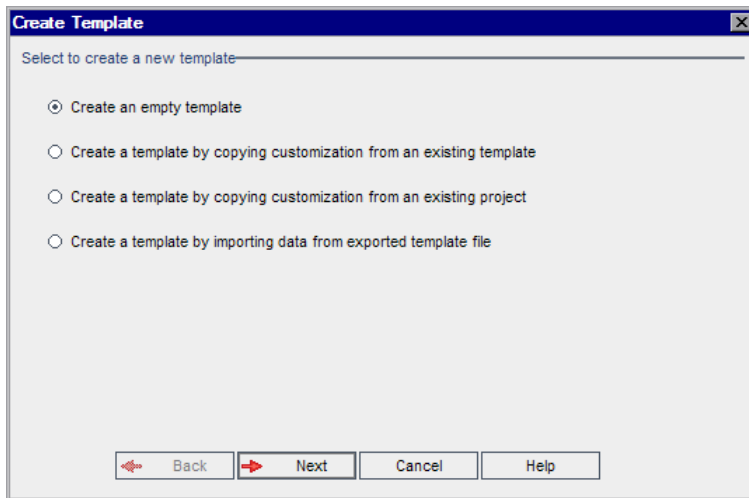 Create Template
Select to create a new template
Create an empty template
Create a template by copying customization from an existing template
Create a template by copying customization from an existing project
Create a template by importing data from exported template file
Back Next Cancel Help